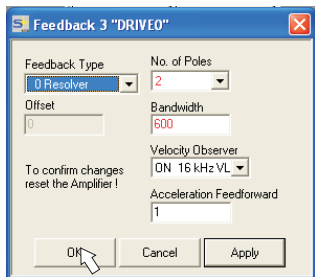 Feedback 3 "DRIVE0"
Feedback Type
0 Resolver
No. of Poles
2
Offset
0
Bandwidth
600
Velocity Observer
ON 16 kHz VL
To confirm changes
reset the Amplifier !
Acceleration Feedforward
1
OK
Cancel
Apply